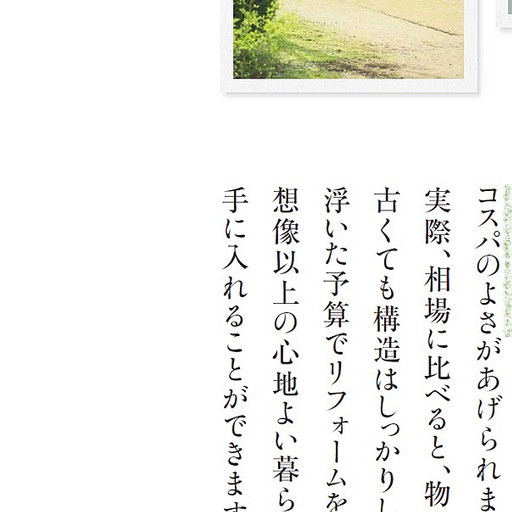 コスパのよさがあげられま
実際、相場に比べると、物
古くても構造はしっかりし
浮いた予算でリフォームを
想像以上の心地よい暮ら
手に入れることができます